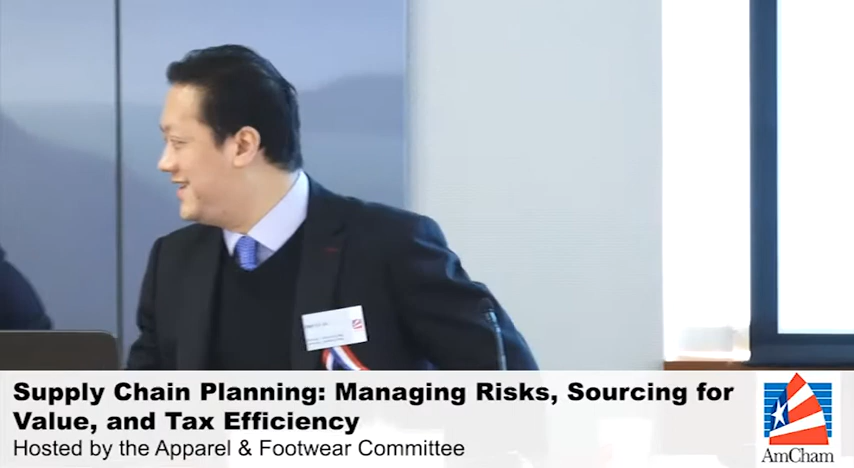 Supply Chain Planning: Managing Risks, Sourcing for
Value, and Tax Efficiency
Hosted by the Apparel & Footwear Committee
AmCham